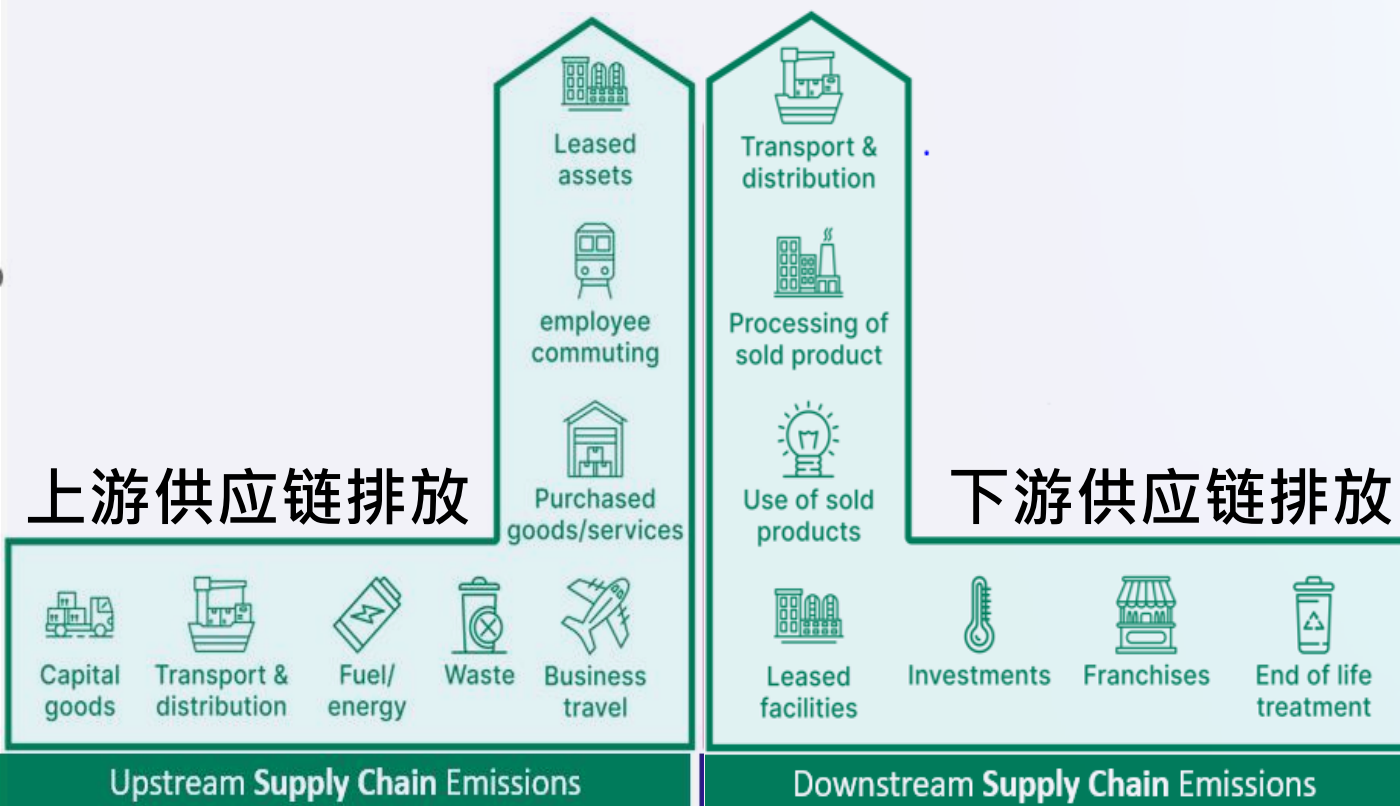 Leased
assets
employee
commuting
Purchased
goods/services
上游供应链排放
Capital
goods
Transport &
distribution
Fuel/
energy
Waste
Business
travel
Upstream Supply Chain Emissions
Transport &
distribution
Processing of
sold product
Use of sold
products
下游供应链排放
Leased
facilities
Investments
Franchises
End of life
treatment
Downstream Supply Chain Emissions